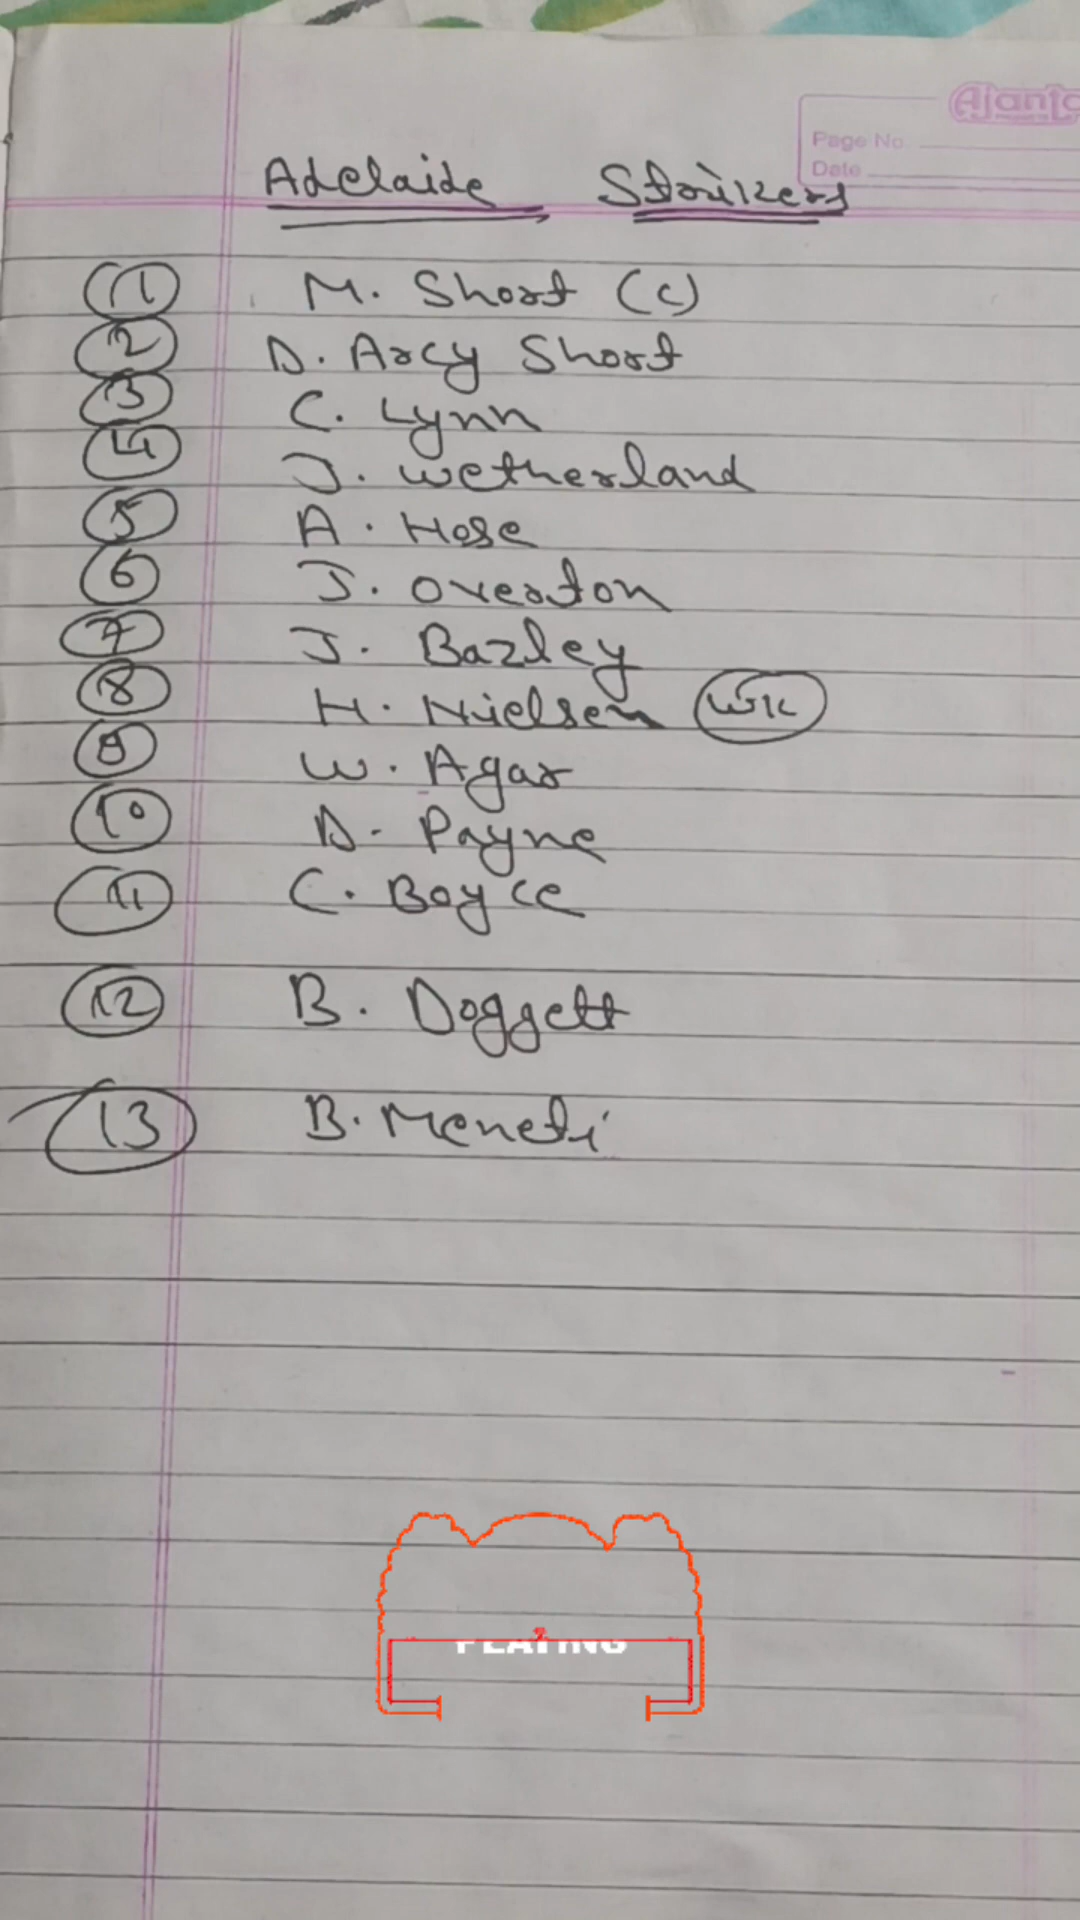 Ajanta
Page No.
Date
Adelaide Strikers
1 M. Short (c)
2 D. Arcy Short
3 C. Lynn
4 J. Wetherland
5 A. Hose
6 J. Overton
7 J. Bazley
8 H. Nielsen WK
9 W. Agar
10 D. Payne
11 C. Boyce
12 B. Doggett
13 B. Meneti